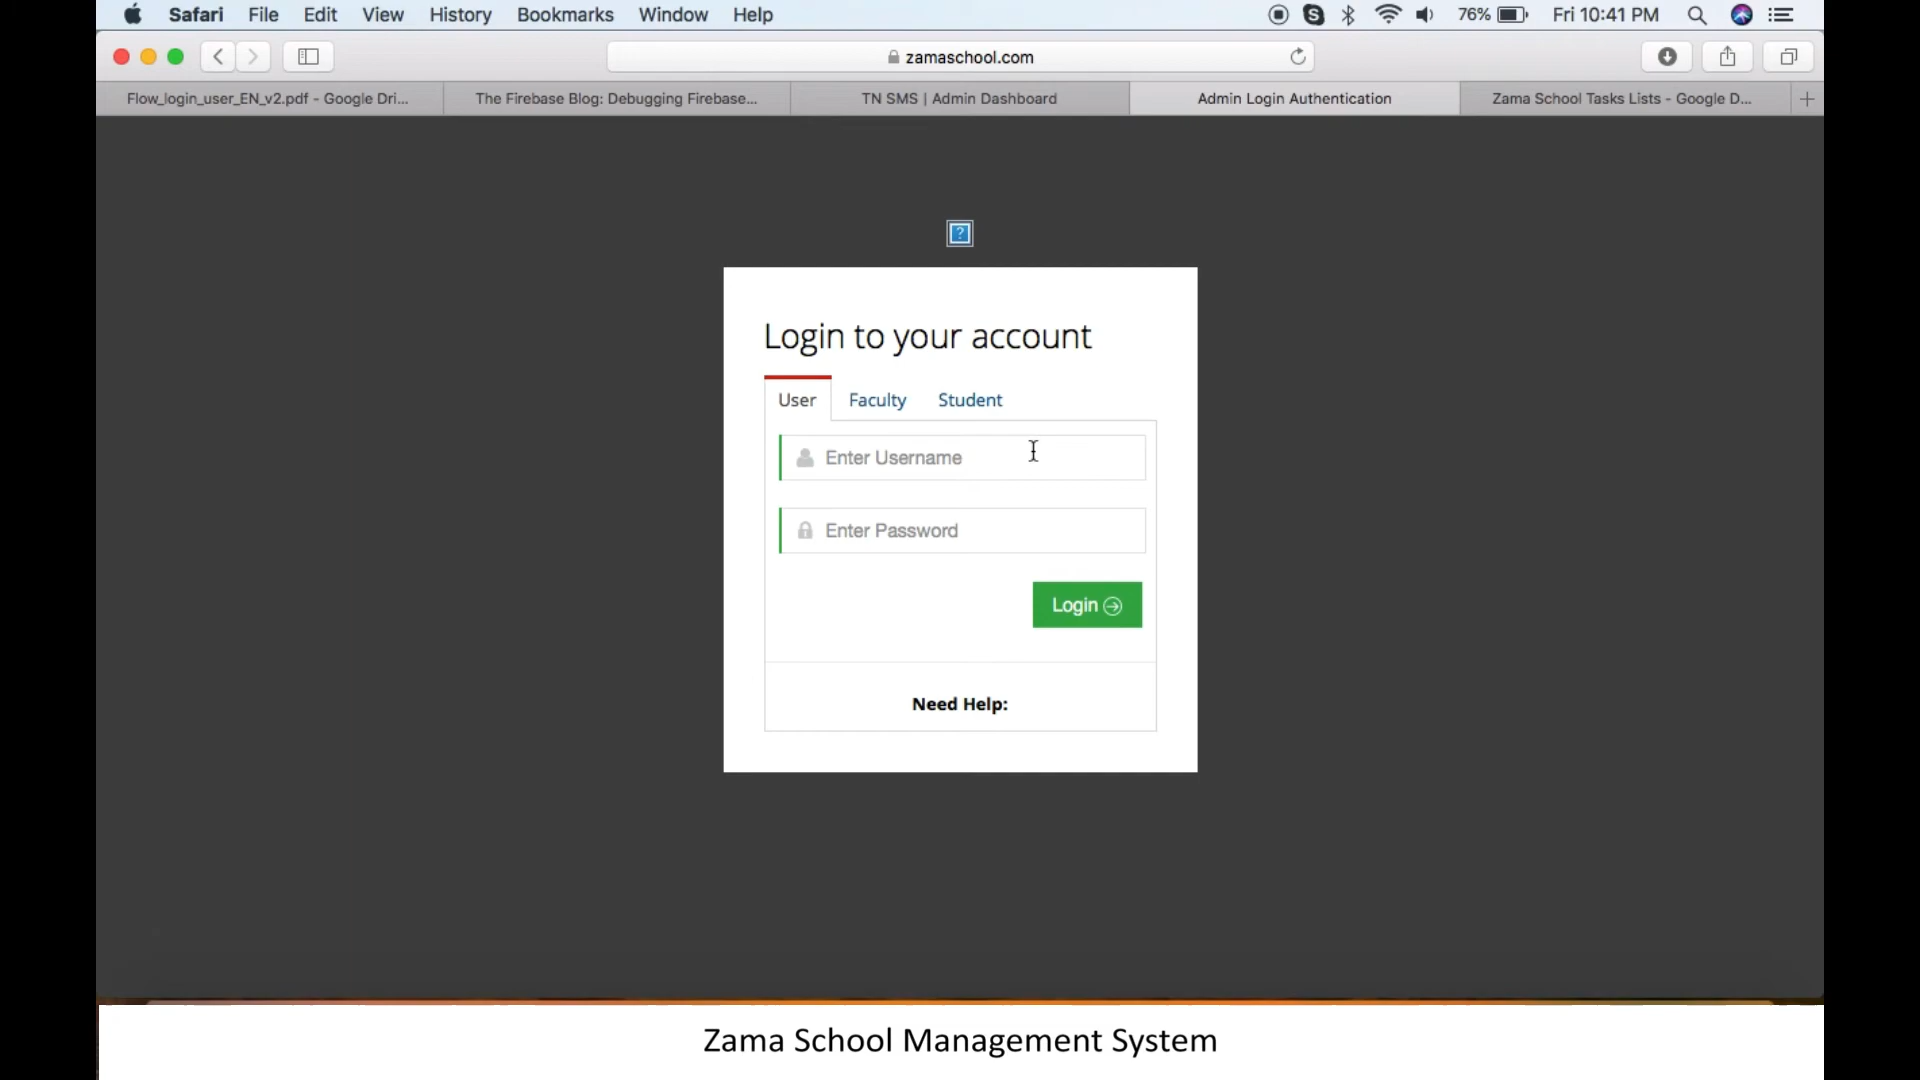 Safari File Edit View History Bookmarks Window Help 76% Fri 10:41 PM
zamaschool.com
Flow_login_user_EN_v2.pdf - Google Dri... The Firebase Blog: Debugging Firebase... TN SMS | Admin Dashboard Admin Login Authentication Zama School Tasks Lists - Google D...
?
Login to your account
User Faculty Student
Enter Username
Enter Password
Login
Need Help:
Zama School Management System